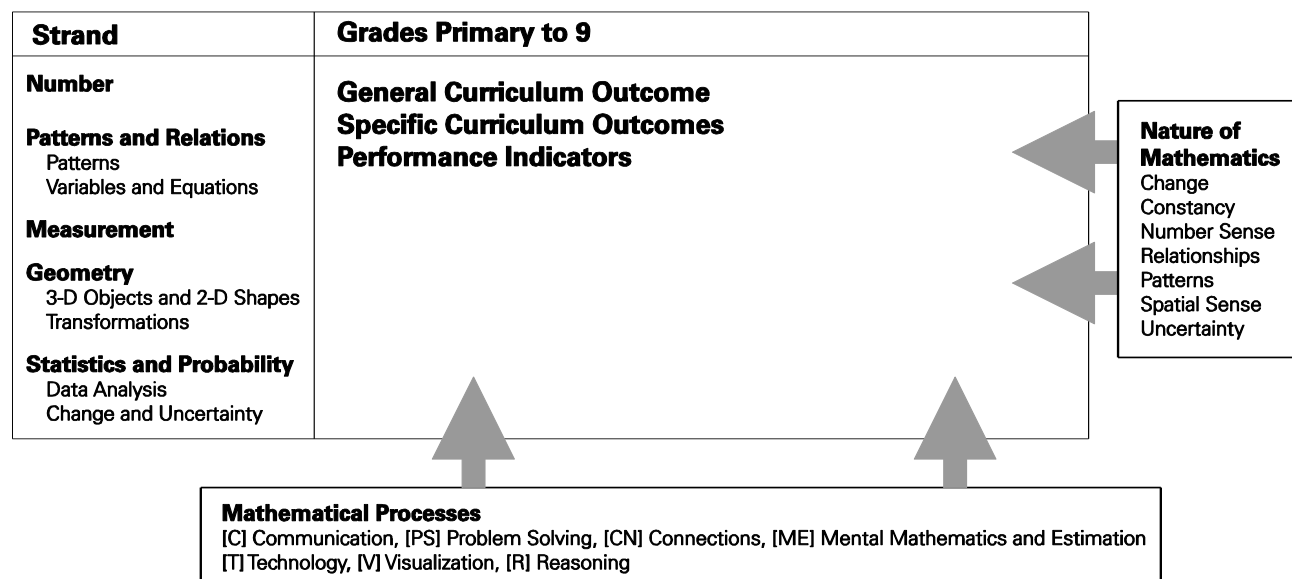 Strand
Grades Primary to 9
Number
Patterns and Relations
Patterns
Variables and Equations
Measurement
Geometry
3-D Objects and 2-D Shapes
Transformations
Statistics and Probability
Data Analysis
Change and Uncertainty
General Curriculum Outcome
Specific Curriculum Outcomes
Performance Indicators
Nature of
Mathematics
Change
Constancy
Number Sense
Relationships
Patterns
Spatial Sense
Uncertainty
Mathematical Processes
[C] Communication, [PS] Problem Solving, [CN] Connections, [ME] Mental Mathematics and Estimation
[T] Technology, [V] Visualization, [R] Reasoning